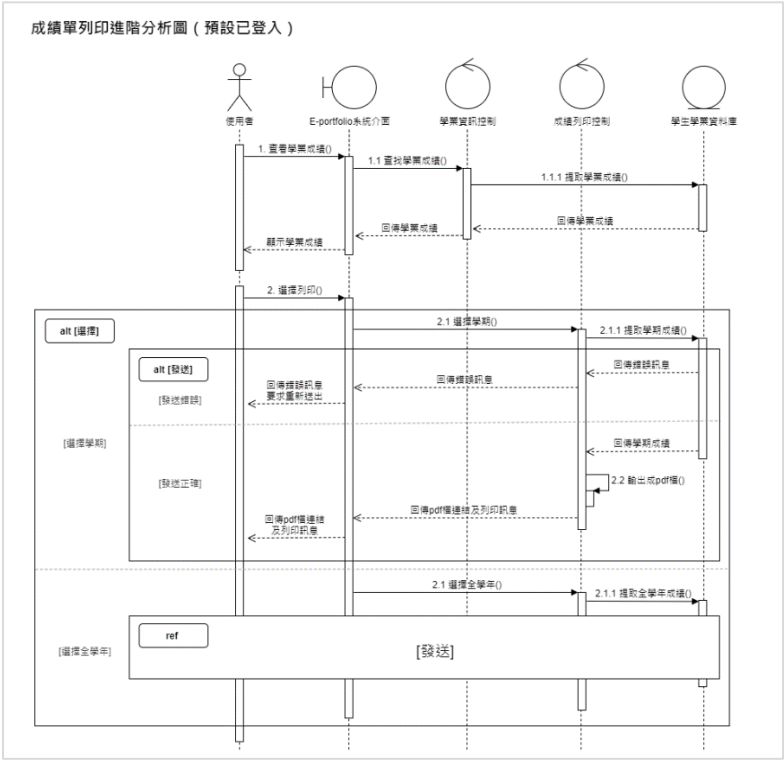 成績單列印進階分析圖（預設已登入）
使用者
E-portfolio系統介面
學業資訊控制
成績列印控制
學生學業資料庫
1. 查看學業成績()
1.1 查找學業成績()
1.1.1 提取學業成績()
回傳學業成績
回傳學業成績
顯示學業成績
2. 選擇列印()
alt [選擇]
2.1 選擇學期()
2.1.1 提取學期成績()
alt [發送]
回傳錯誤訊息
回傳錯誤訊息
回傳錯誤訊息
要求重新送出
[發送錯誤]
[選擇學期]
回傳學期成績
[發送正確]
2.2 輸出成pdf檔()
回傳pdf檔連結及列印訊息
回傳pdf檔連結
及列印訊息
2.1 選擇全學年()
2.1.1 提取全學年成績()
ref
[發送]
[選擇全學年]